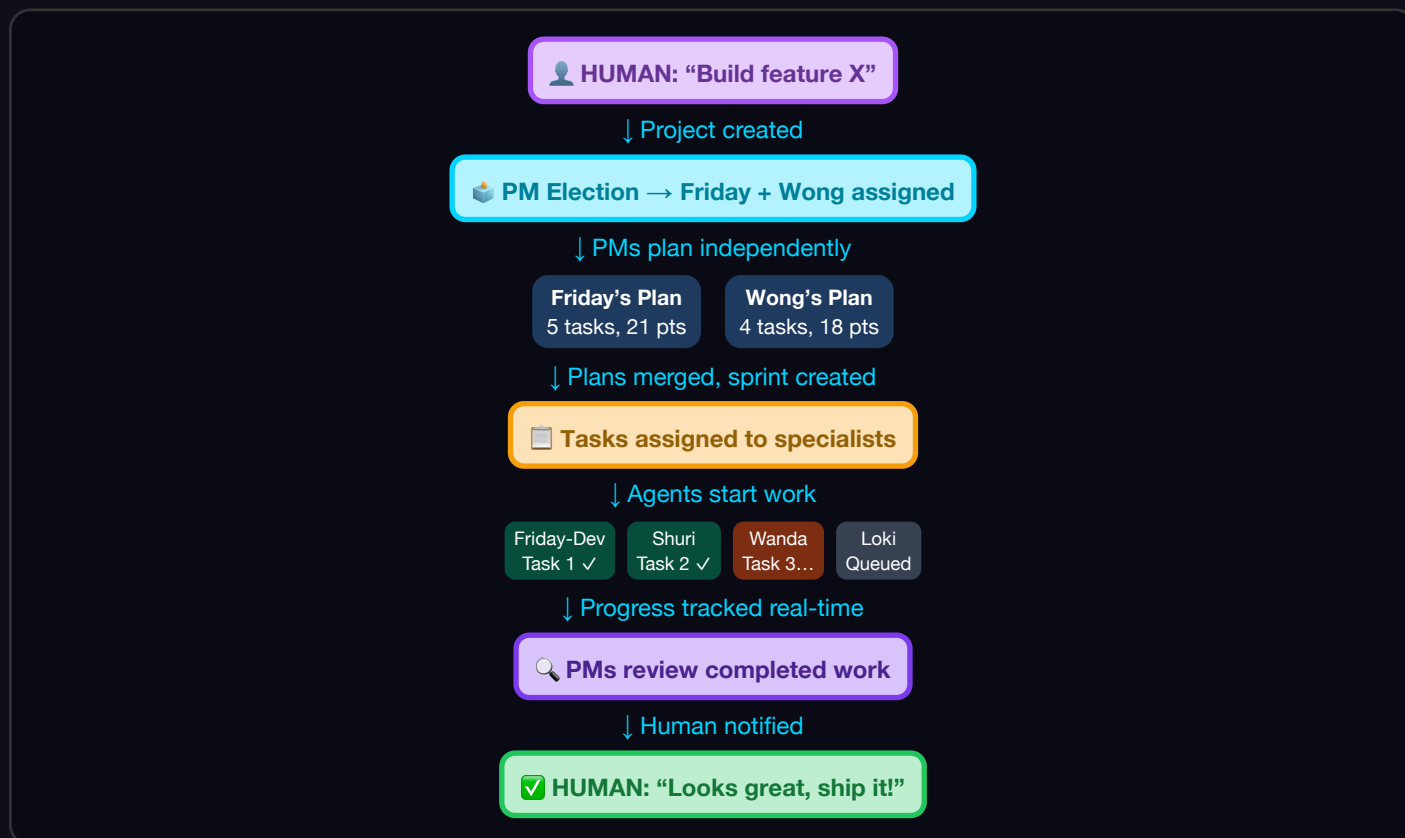 👤 HUMAN: “Build feature X”
↓ Project created
🗳️ PM Election → Friday + Wong assigned
↓ PMs plan independently
Friday’s Plan
5 tasks, 21 pts
Wong’s Plan
4 tasks, 18 pts
↓ Plans merged, sprint created
📋 Tasks assigned to specialists
↓ Agents start work
Friday-Dev
Task 1 ✓
Shuri
Task 2 ✓
Wanda
Task 3…
Loki
Queued
↓ Progress tracked real-time
🔍 PMs review completed work
↓ Human notified
✅ HUMAN: “Looks great, ship it!”